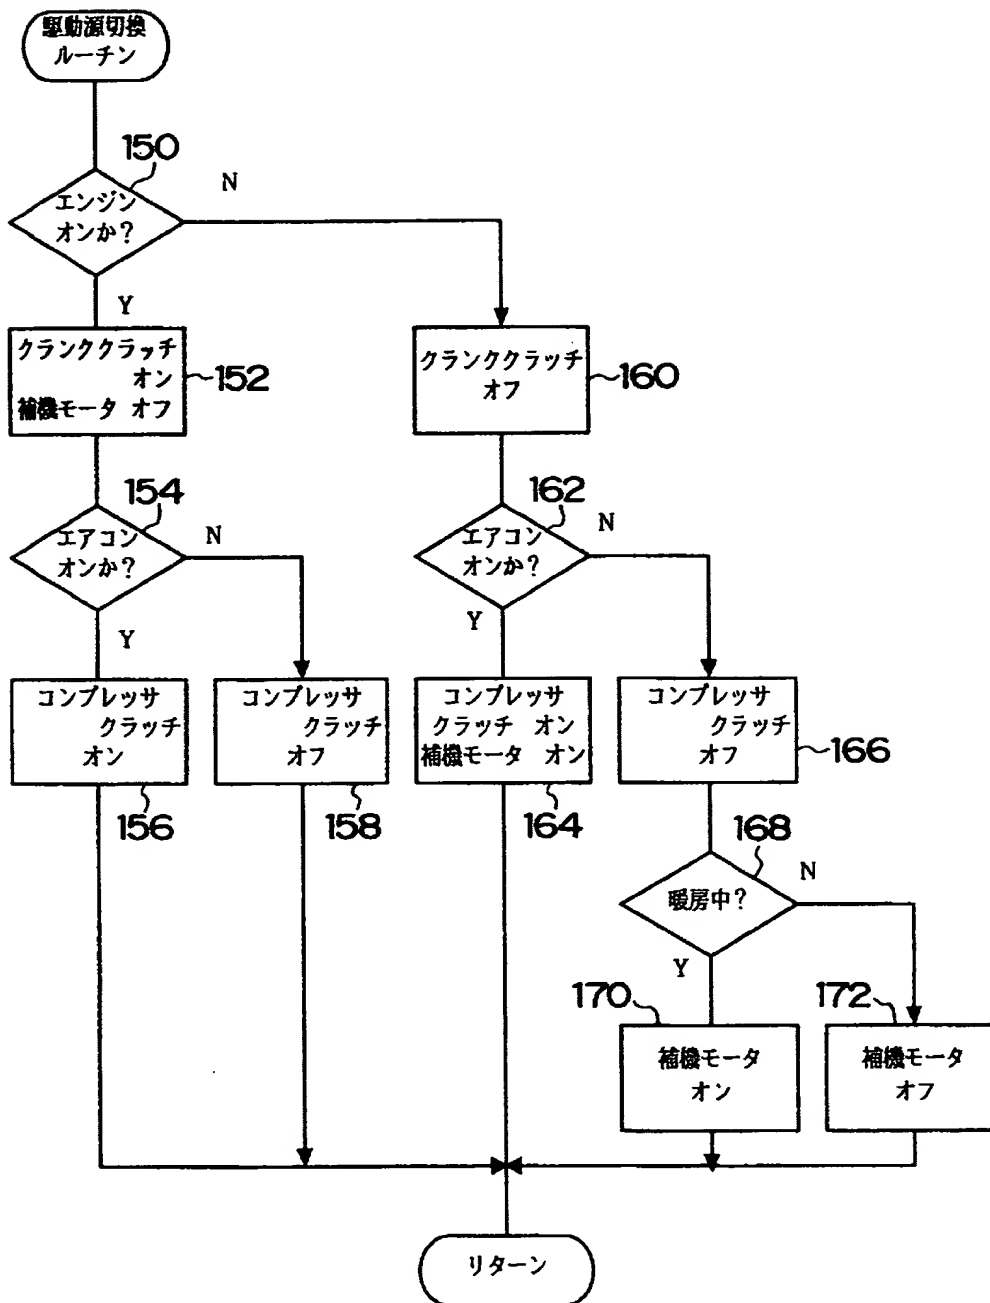 駆動源切換
ルーチン
150
N
エンジン
オンか?
Y
クランククラッチ
オン
補機モータ オフ
152
クランククラッチ
オフ
160
154
N
エアコン
オンか?
Y
162
N
エアコン
オンか?
Y
コンプレッサ
クラッチ
オン
156
コンプレッサ
クラッチ
オフ
158
コンプレッサ
クラッチ オン
補機モータ オン
164
コンプレッサ
クラッチ
オフ
166
168
N
暖房中?
Y
170
172
補機モータ
オン
補機モータ
オフ
リターン